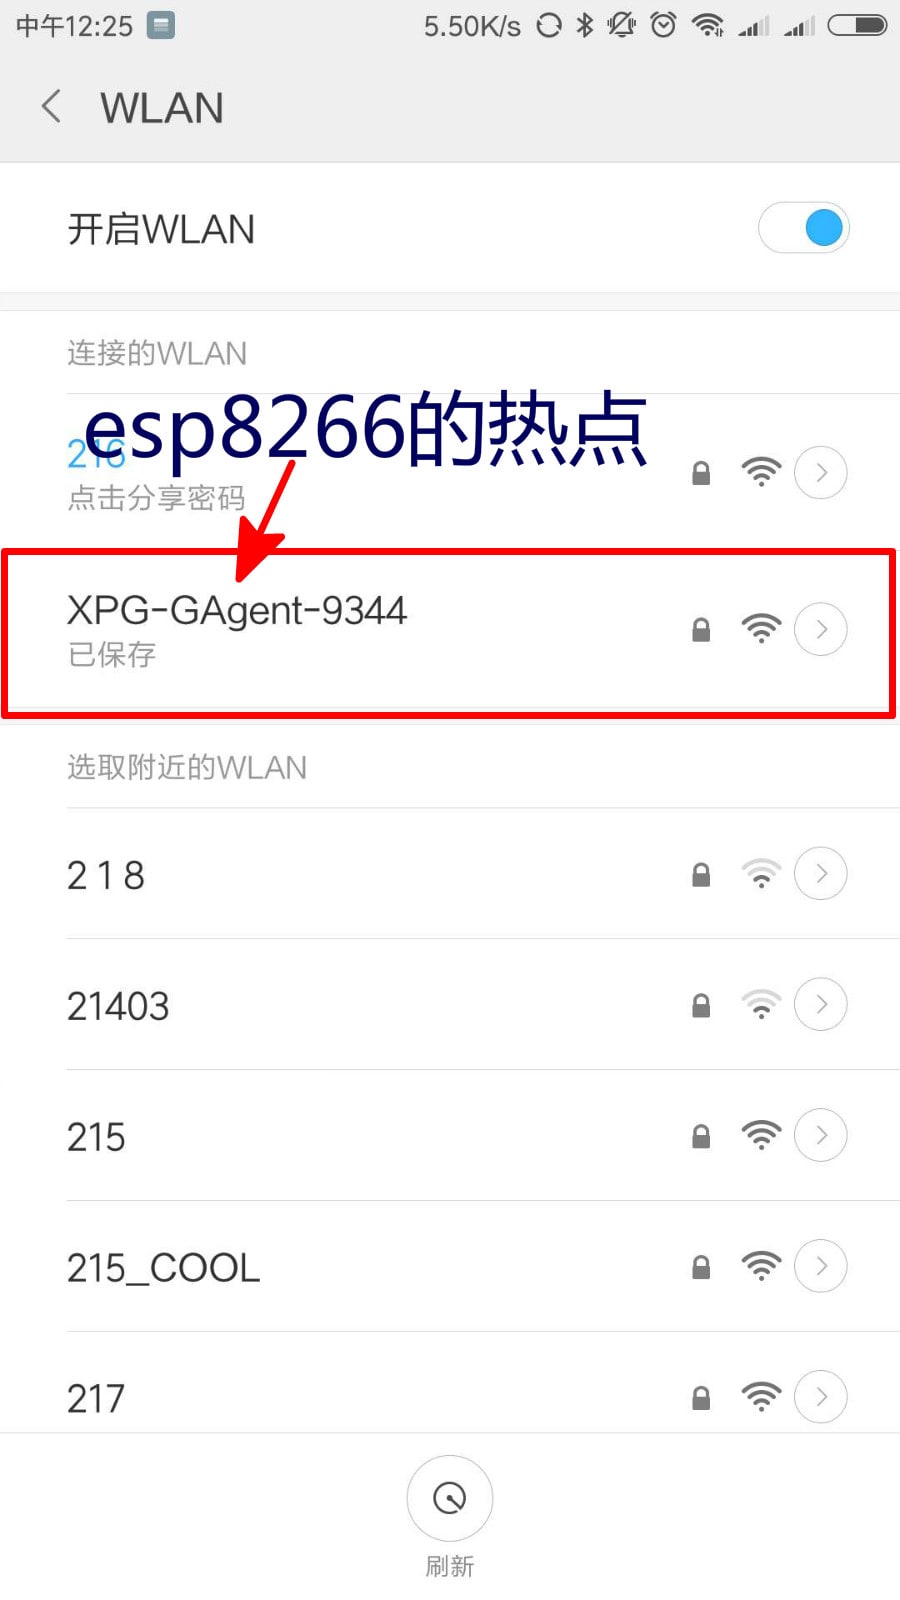 中午12:25 5.50K/s
WLAN
开启WLAN
连接的WLAN
esp8266的热点
216
点击分享密码
XPG-GAgent-9344
已保存
选取附近的WLAN
2 1 8
21403
215
215_COOL
217
刷新